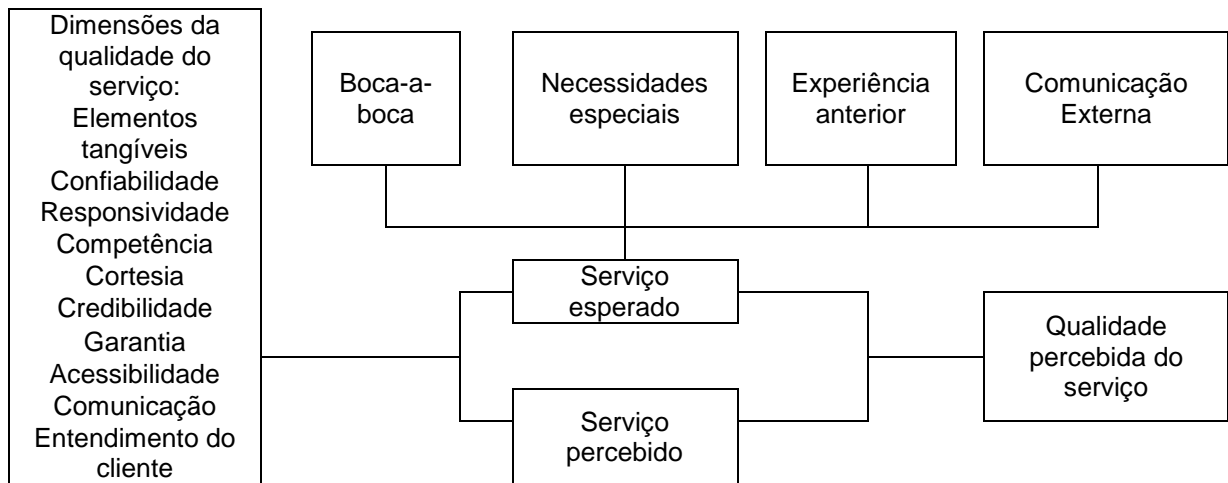 Dimensões da
qualidade do
serviço:
Elementos
tangíveis
Confiabilidade
Responsividade
Competência
Cortesia
Credibilidade
Garantia
Acessibilidade
Comunicação
Entendimento do
cliente
Boca-a-
boca
Necessidades
especiais
Experiência
anterior
Comunicação
Externa
Serviço
esperado
Serviço
percebido
Qualidade
percebida do
serviço